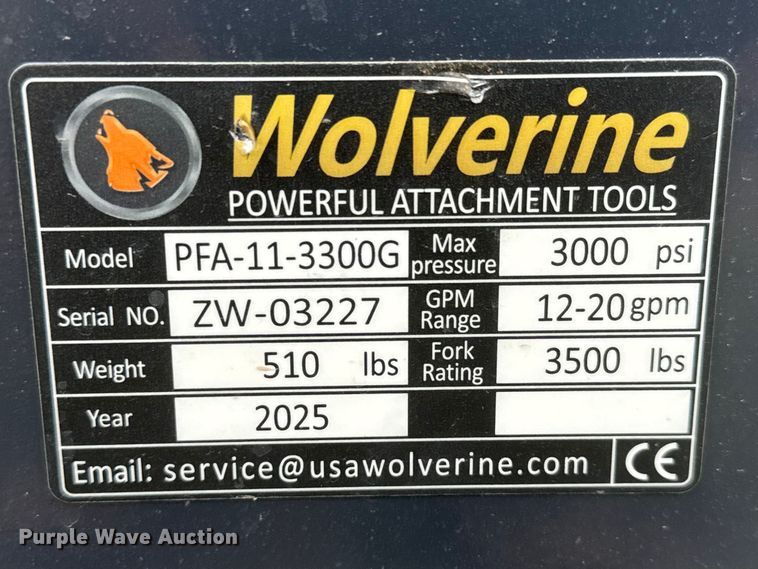 Wolverine
POWERFUL ATTACHMENT TOOLS
Model PFA-11-3300G Max pressure 3000 psi
Serial NO. ZW-03227 GPM Range 12-20 gpm
Weight 510 lbs Fork Rating 3500 lbs
Year 2025
Email: service@usawolverine.com CE
Purple Wave Auction